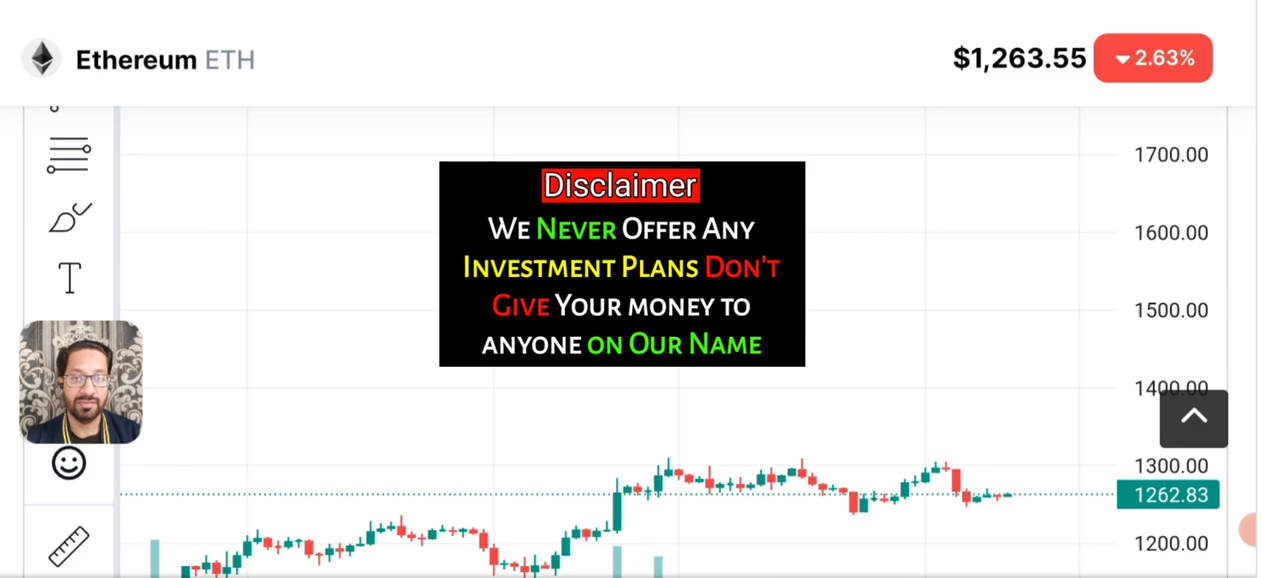 Ethereum ETH
$1,263.55
2.63%
1700.00
Disclaimer
We Never Offer Any
Investment Plans Don't
Give Your money to
anyone on Our Name
1600.00
T
1500.00
1400.00
1300.00
1262.83
1200.00